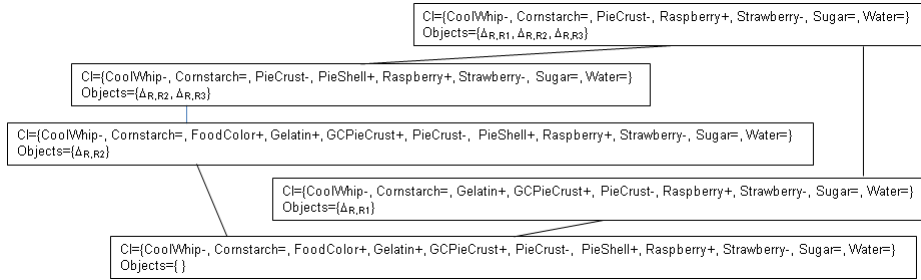 CI={CoolWhip-, Cornstarch=, PieCrust-, Raspberry+, Strawberry-, Sugar=, Water=}
Objects={ΔR,R1, ΔR,R2, ΔR,R3}
CI={CoolWhip-, Cornstarch=, PieCrust-, PieShell+, Raspberry+, Strawberry-, Sugar=, Water=}
Objects={ΔR,R2, ΔR,R3}
CI={CoolWhip-, Cornstarch=, FoodColor+, Gelatin+, GCPieCrust+, PieCrust-, PieShell+, Raspberry+, Strawberry-, Sugar=, Water=}
Objects={ΔR,R2}
CI={CoolWhip-, Cornstarch=, Gelatin+, GCPieCrust+, PieCrust-, Raspberry+, Strawberry-, Sugar=, Water=}
Objects={ΔR,R1}
CI={CoolWhip-, Cornstarch=, FoodColor+, Gelatin+, GCPieCrust+, PieCrust-, PieShell+, Raspberry+, Strawberry-, Sugar=, Water=}
Objects={ }